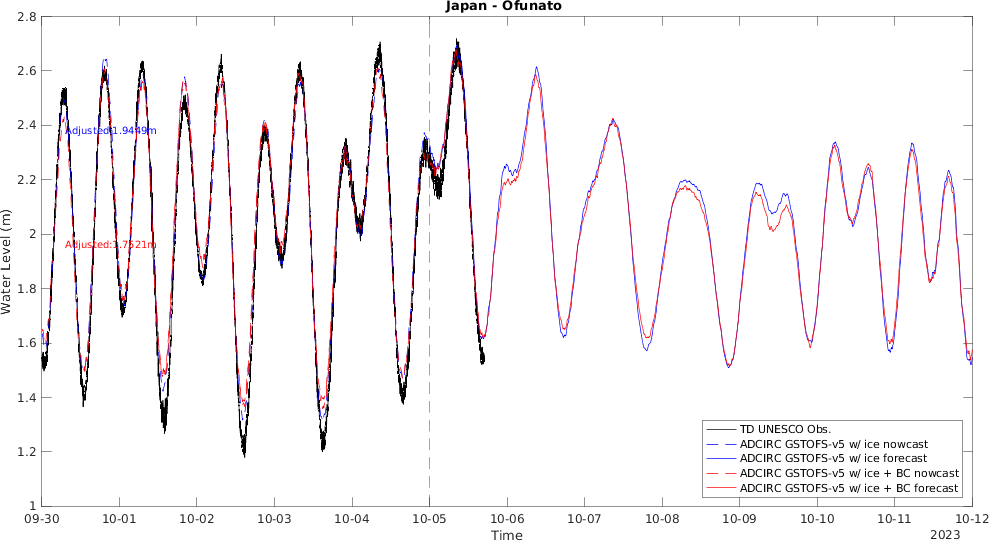 Japan - Ofunato
Water Level (m)
2.8
2.6
2.4
2.2
2
1.8
1.6
1.4
1.2
1
Adjusted:1.9449m
Adjusted:1.7521m
TD UNESCO Obs.
ADCIRC GSTOFS-v5 w/ ice nowcast
ADCIRC GSTOFS-v5 w/ ice forecast
ADCIRC GSTOFS-v5 w/ ice + BC nowcast
ADCIRC GSTOFS-v5 w/ ice + BC forecast
09-30 10-01 10-02 10-03 10-04 10-05 10-06 10-07 10-08 10-09 10-10 10-11 10-12
Time
2023